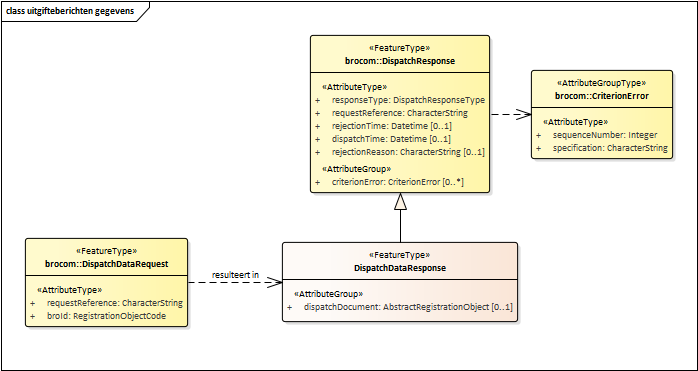 class uitgifteberichten gegevens
«FeatureType»
brocom::DispatchResponse
«AttributeType»
+ responseType: DispatchResponseType
+ requestReference: CharacterString
+ rejectionTime: Datetime [0..1]
+ dispatchTime: Datetime [0..1]
+ rejectionReason: CharacterString [0..1]
«AttributeGroup»
+ criterionError: CriterionError [0..*]
«AttributeGroupType»
brocom::CriterionError
«AttributeType»
+ sequenceNumber: Integer
+ specification: CharacterString
«FeatureType»
brocom::DispatchDataRequest
«AttributeType»
+ requestReference: CharacterString
+ broId: RegistrationObjectCode
resulteert in
«FeatureType»
DispatchDataResponse
«AttributeGroup»
+ dispatchDocument: AbstractRegistrationObject [0..1]